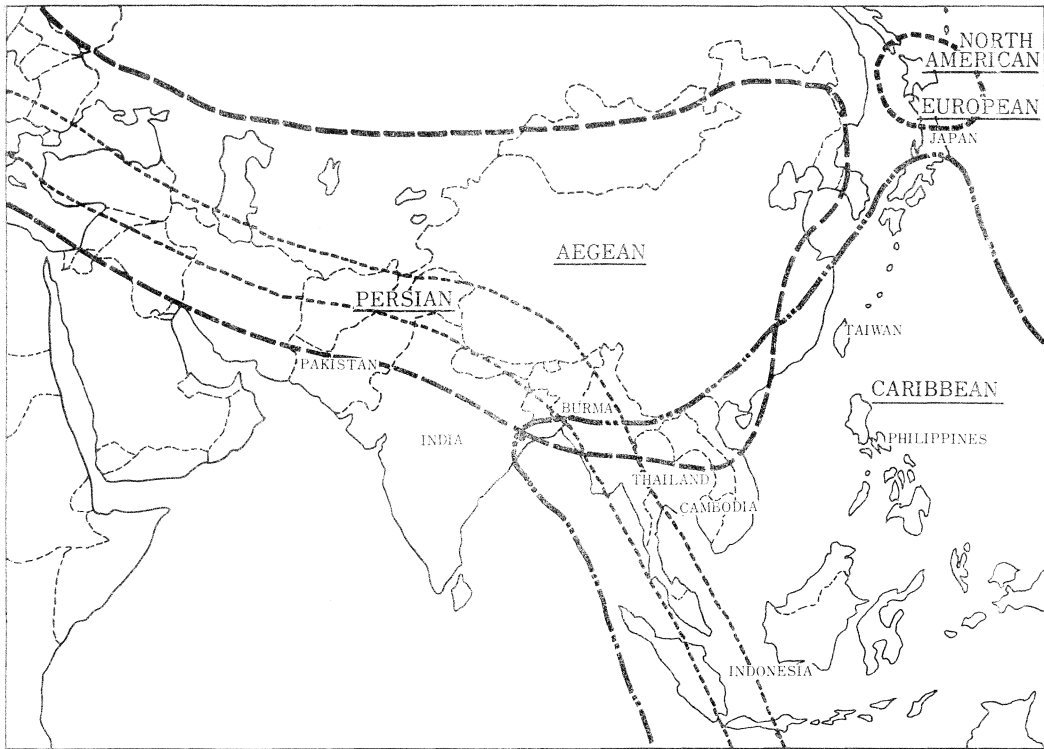 NORTH
AMERICAN
EUROPEAN
JAPAN
AEGEAN
PERSIAN
TAIWAN
PAKISTAN
CARIBBEAN
BURMA
INDIA
PHILIPPINES
THAILAND
CAMBODIA
INDONESIA